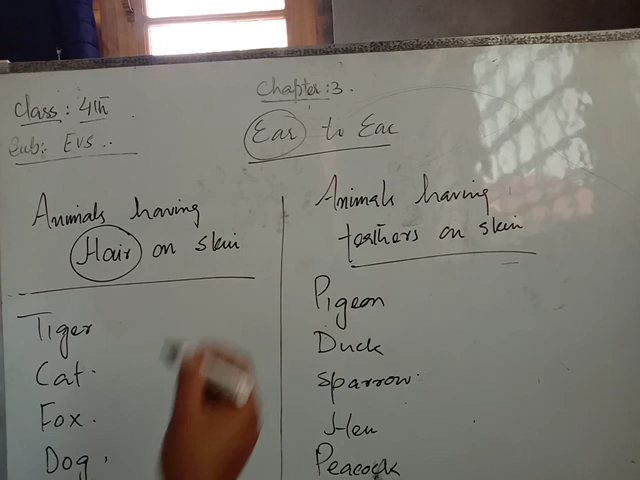 Class: 4th
Chapter: 3.
Sub: EVS..
Ear to Ear
Animals having
Hair on skin
Tiger
Cat.
Fox.
Dog.
Animals having
feathers on skin
Pigeon
Duck
Sparrow.
Hen
Peacock